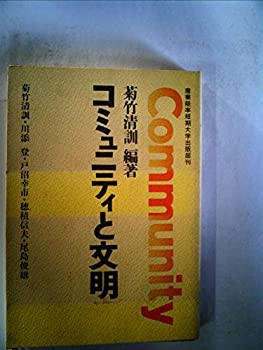 産業能率短期大学出版部刊
Community
菊竹清訓 編著
コミュニティと文明
菊竹清訓・川添 登・戸沼幸市・穂積信夫・尾島俊雄